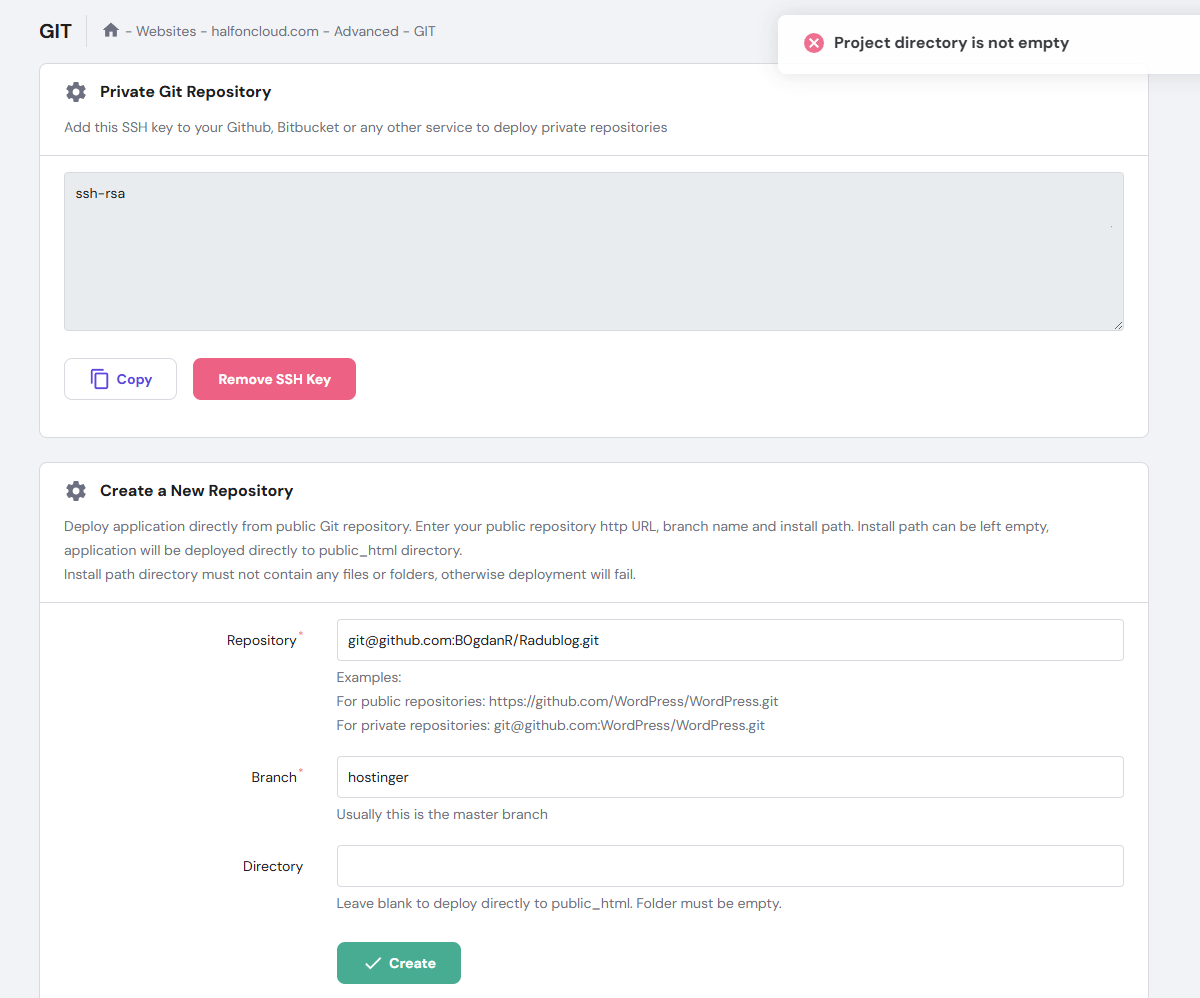 GIT
- Websites - halfoncloud.com - Advanced - GIT
Project directory is not empty
Private Git Repository
Add this SSH key to your Github, Bitbucket or any other service to deploy private repositories
ssh-rsa
Copy
Remove SSH Key
Create a New Repository
Deploy application directly from public Git repository. Enter your public repository http URL, branch name and install path. Install path can be left empty,
application will be deployed directly to public_html directory.
Install path directory must not contain any files or folders, otherwise deployment will fail.
Repository*
git@github.com:B0gdanR/Radublog.git
Examples:
For public repositories: https://github.com/WordPress/WordPress.git
For private repositories: git@github.com:WordPress/WordPress.git
Branch*
hostinger
Usually this is the master branch
Directory
Leave blank to deploy directly to public_html. Folder must be empty.
Create